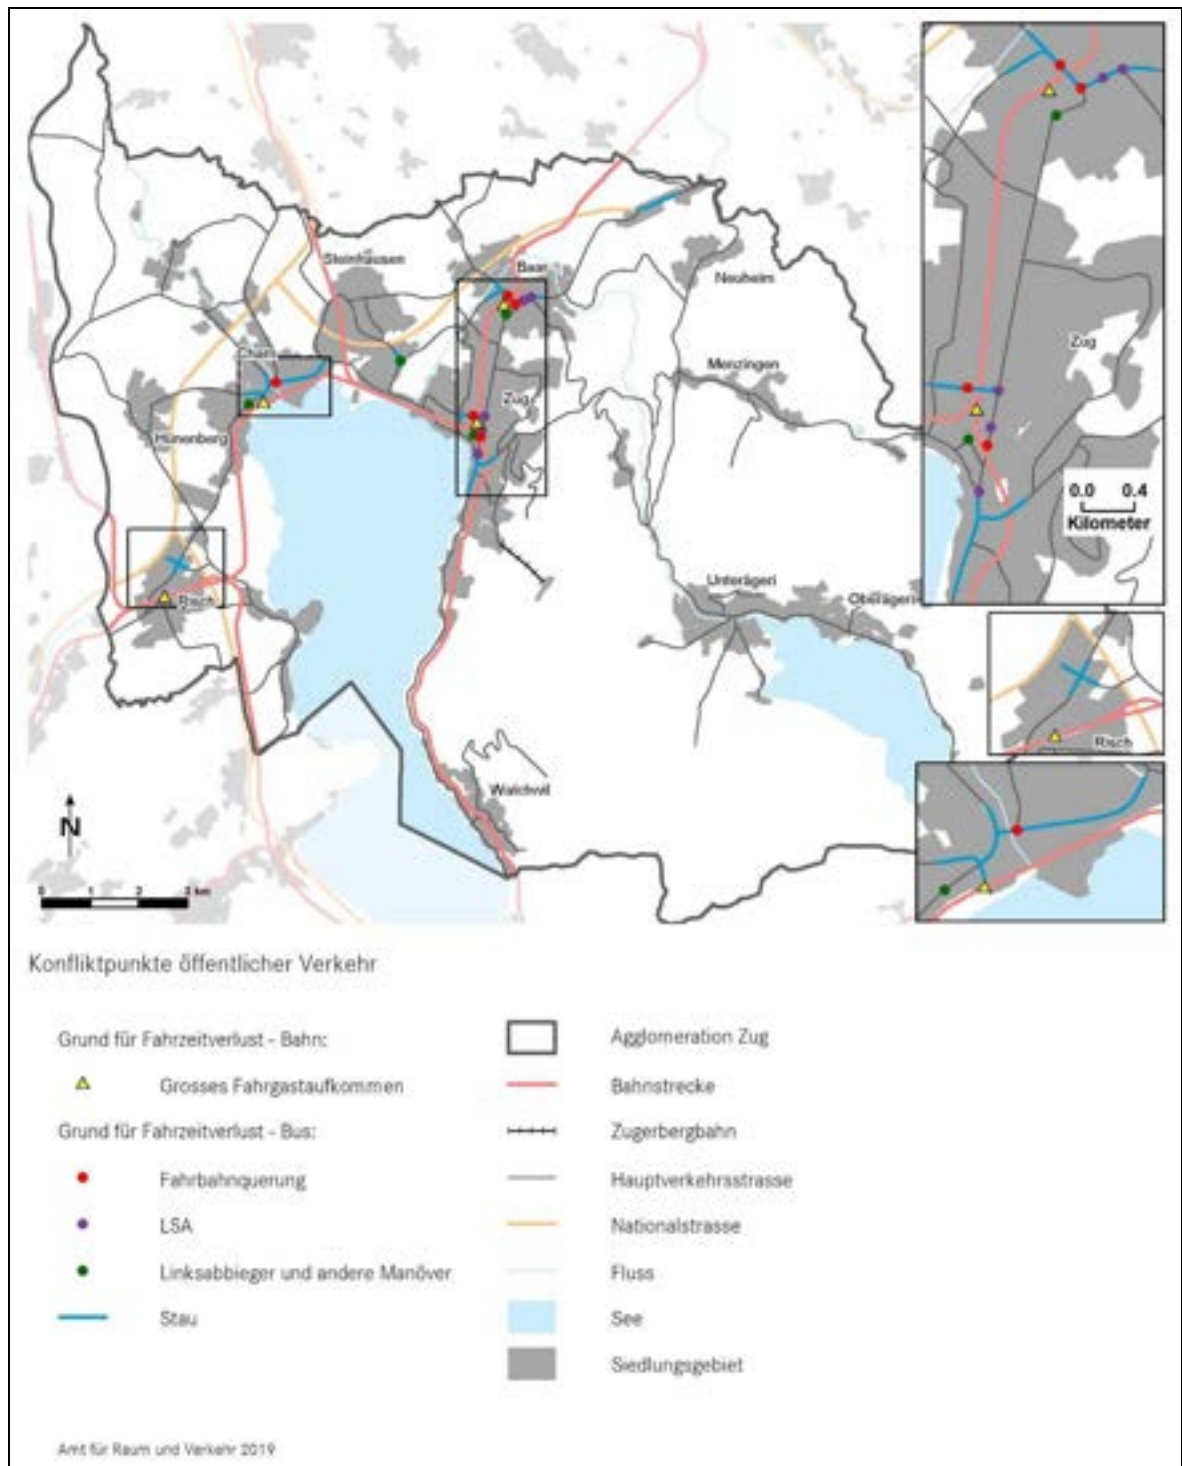 Steinhausen
Baar
Neuheim
Cham
Menzingen
Zug
Zug
Hünenberg
0.0 0.4
Kilometer
Risch
Unterägeri
Oberägeri
Risch
Walchwil
N
0 1 2 3 km
Konfliktpunkte öffentlicher Verkehr
Grund für Fahrzeitverlust - Bahn:
Agglomeration Zug
Grosses Fahrgastaufkommen
Bahnstrecke
Grund für Fahrzeitverlust - Bus:
Zugerbergbahn
Fahrbahnquerung
Hauptverkehrsstrasse
LSA
Nationalstrasse
Linksabbieger und andere Manöver
Fluss
Stau
See
Siedlungsgebiet
Amt für Raum und Verkehr 2019